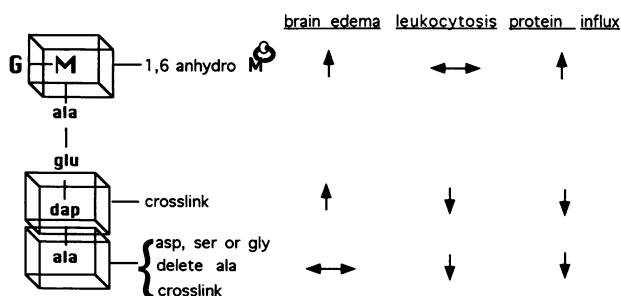 brain edema leukocytosis protein influx
G M 1,6 anhydro M
ala
glu
dap crosslink
asp, ser or gly
ala delete ala
crosslink